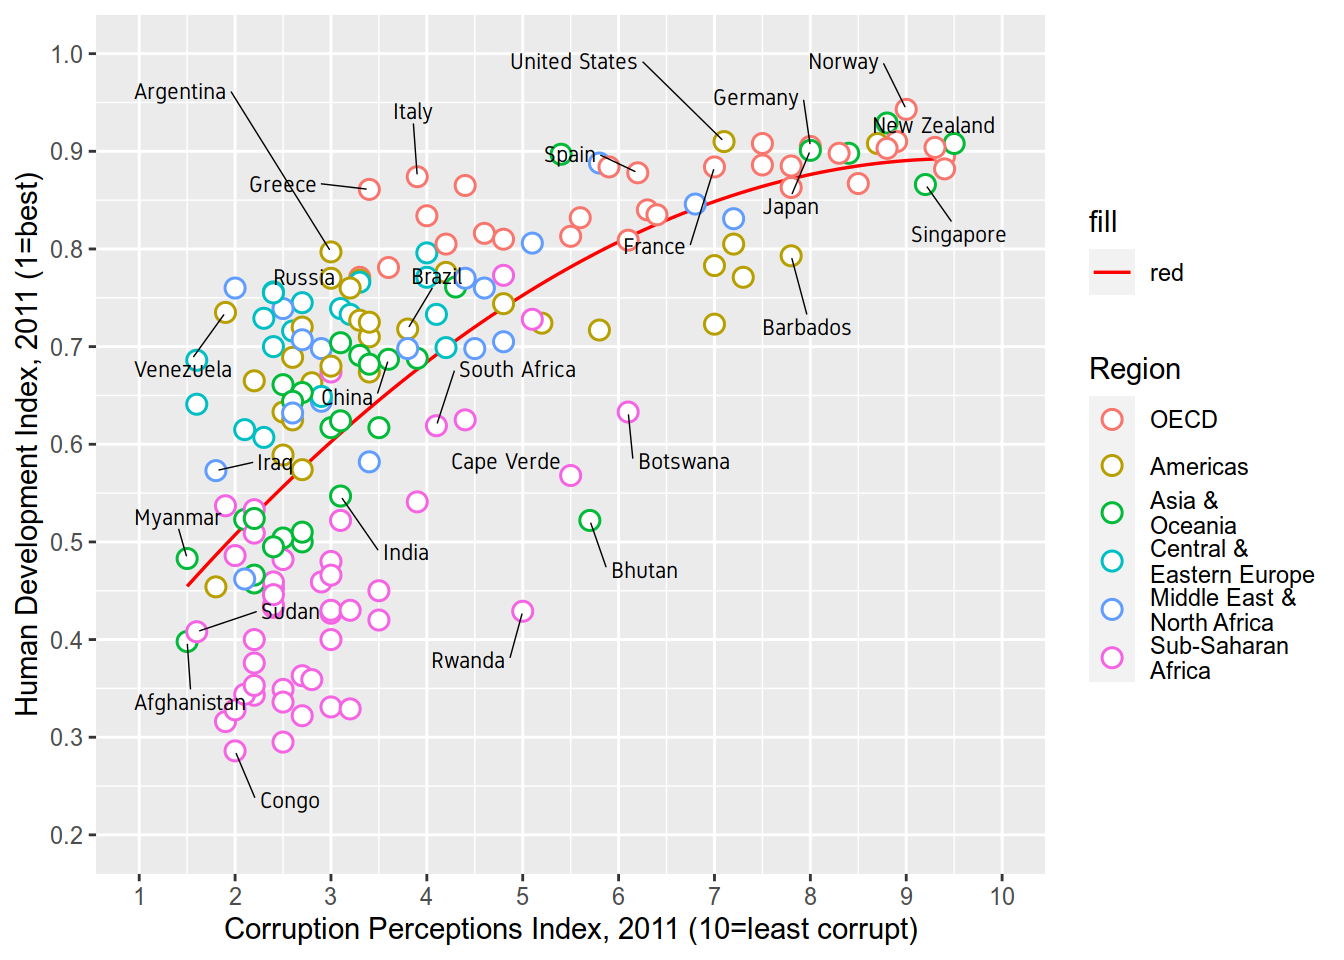 Human Development Index, 2011 (1=best)
1.0
0.9
0.8
0.7
0.6
0.5
0.4
0.3
0.2
United States
Norway
Argentina
Germany
Italy
New Zealand
Spain
Greece
Japan
Singapore
France
Russia
Brazil
Barbados
Venezuela
South Africa
China
Iraq
Cape Verde
Botswana
Myanmar
India
Bhutan
Sudan
Rwanda
Afghanistan
Congo
1 2 3 4 5 6 7 8 9 10
Corruption Perceptions Index, 2011 (10=least corrupt)
fill
red
Region
OECD
Americas
Asia &
Oceania
Central &
Eastern Europe
Middle East &
North Africa
Sub-Saharan
Africa